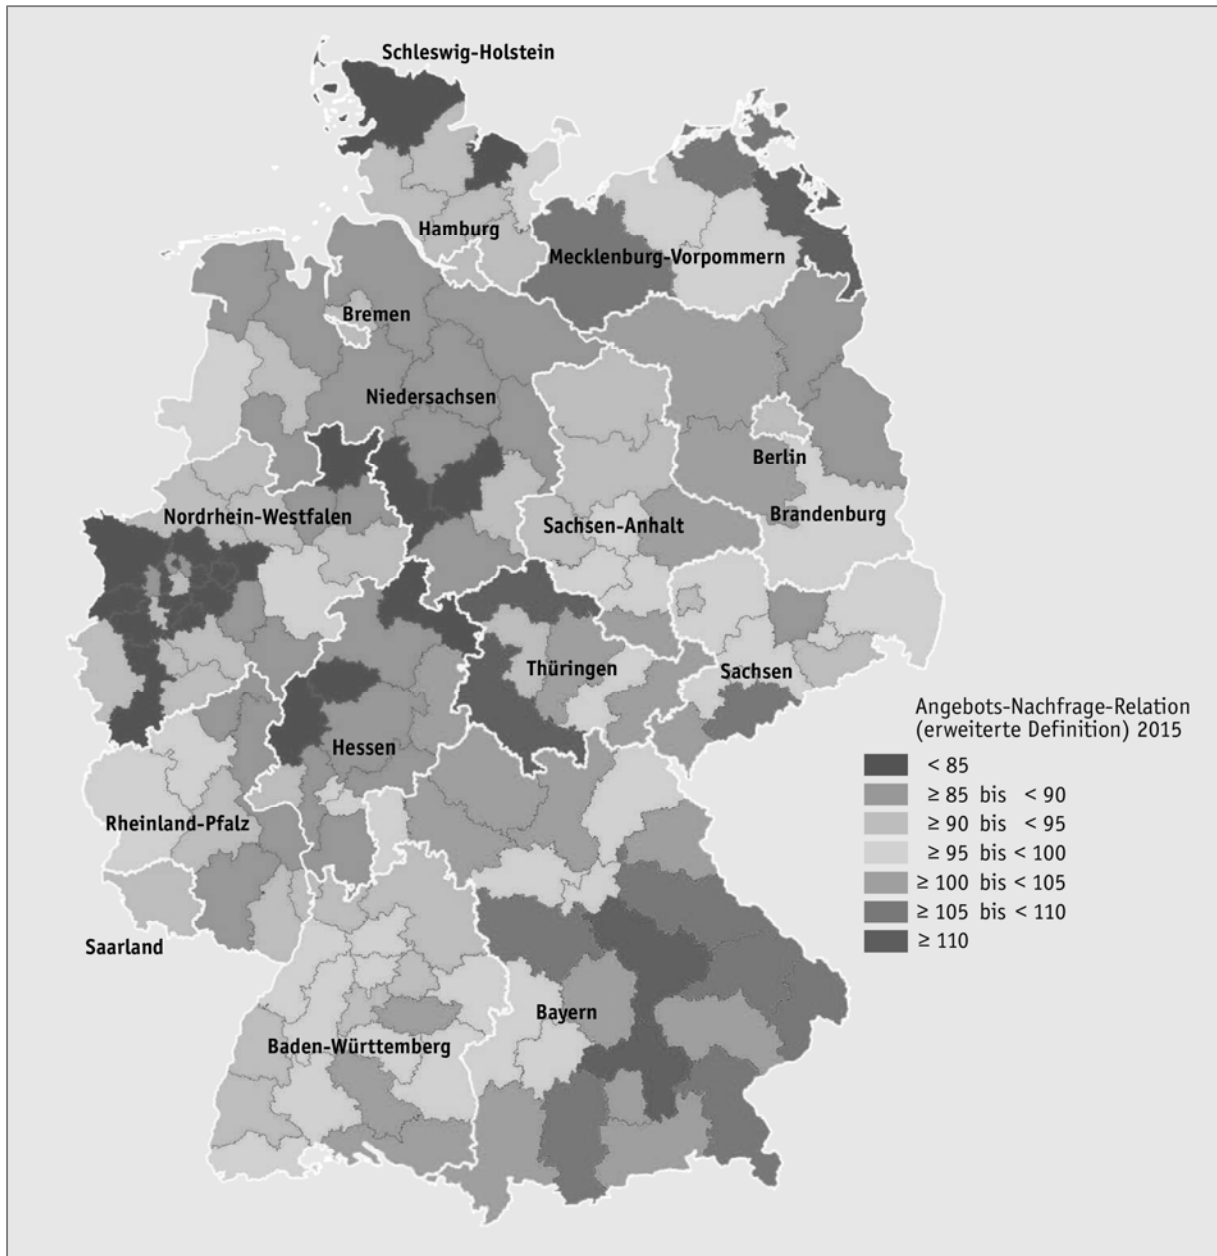 Schleswig-Holstein
Hamburg
Mecklenburg-Vorpommern
Bremen
Niedersachsen
Berlin
Brandenburg
Nordrhein-Westfalen
Sachsen-Anhalt
Thüringen
Sachsen
Hessen
Rheinland-Pfalz
Saarland
Bayern
Baden-Württemberg
Angebots-Nachfrage-Relation
(erweiterte Definition) 2015
< 85
≥ 85 bis < 90
≥ 90 bis < 95
≥ 95 bis < 100
≥ 100 bis < 105
≥ 105 bis < 110
≥ 110